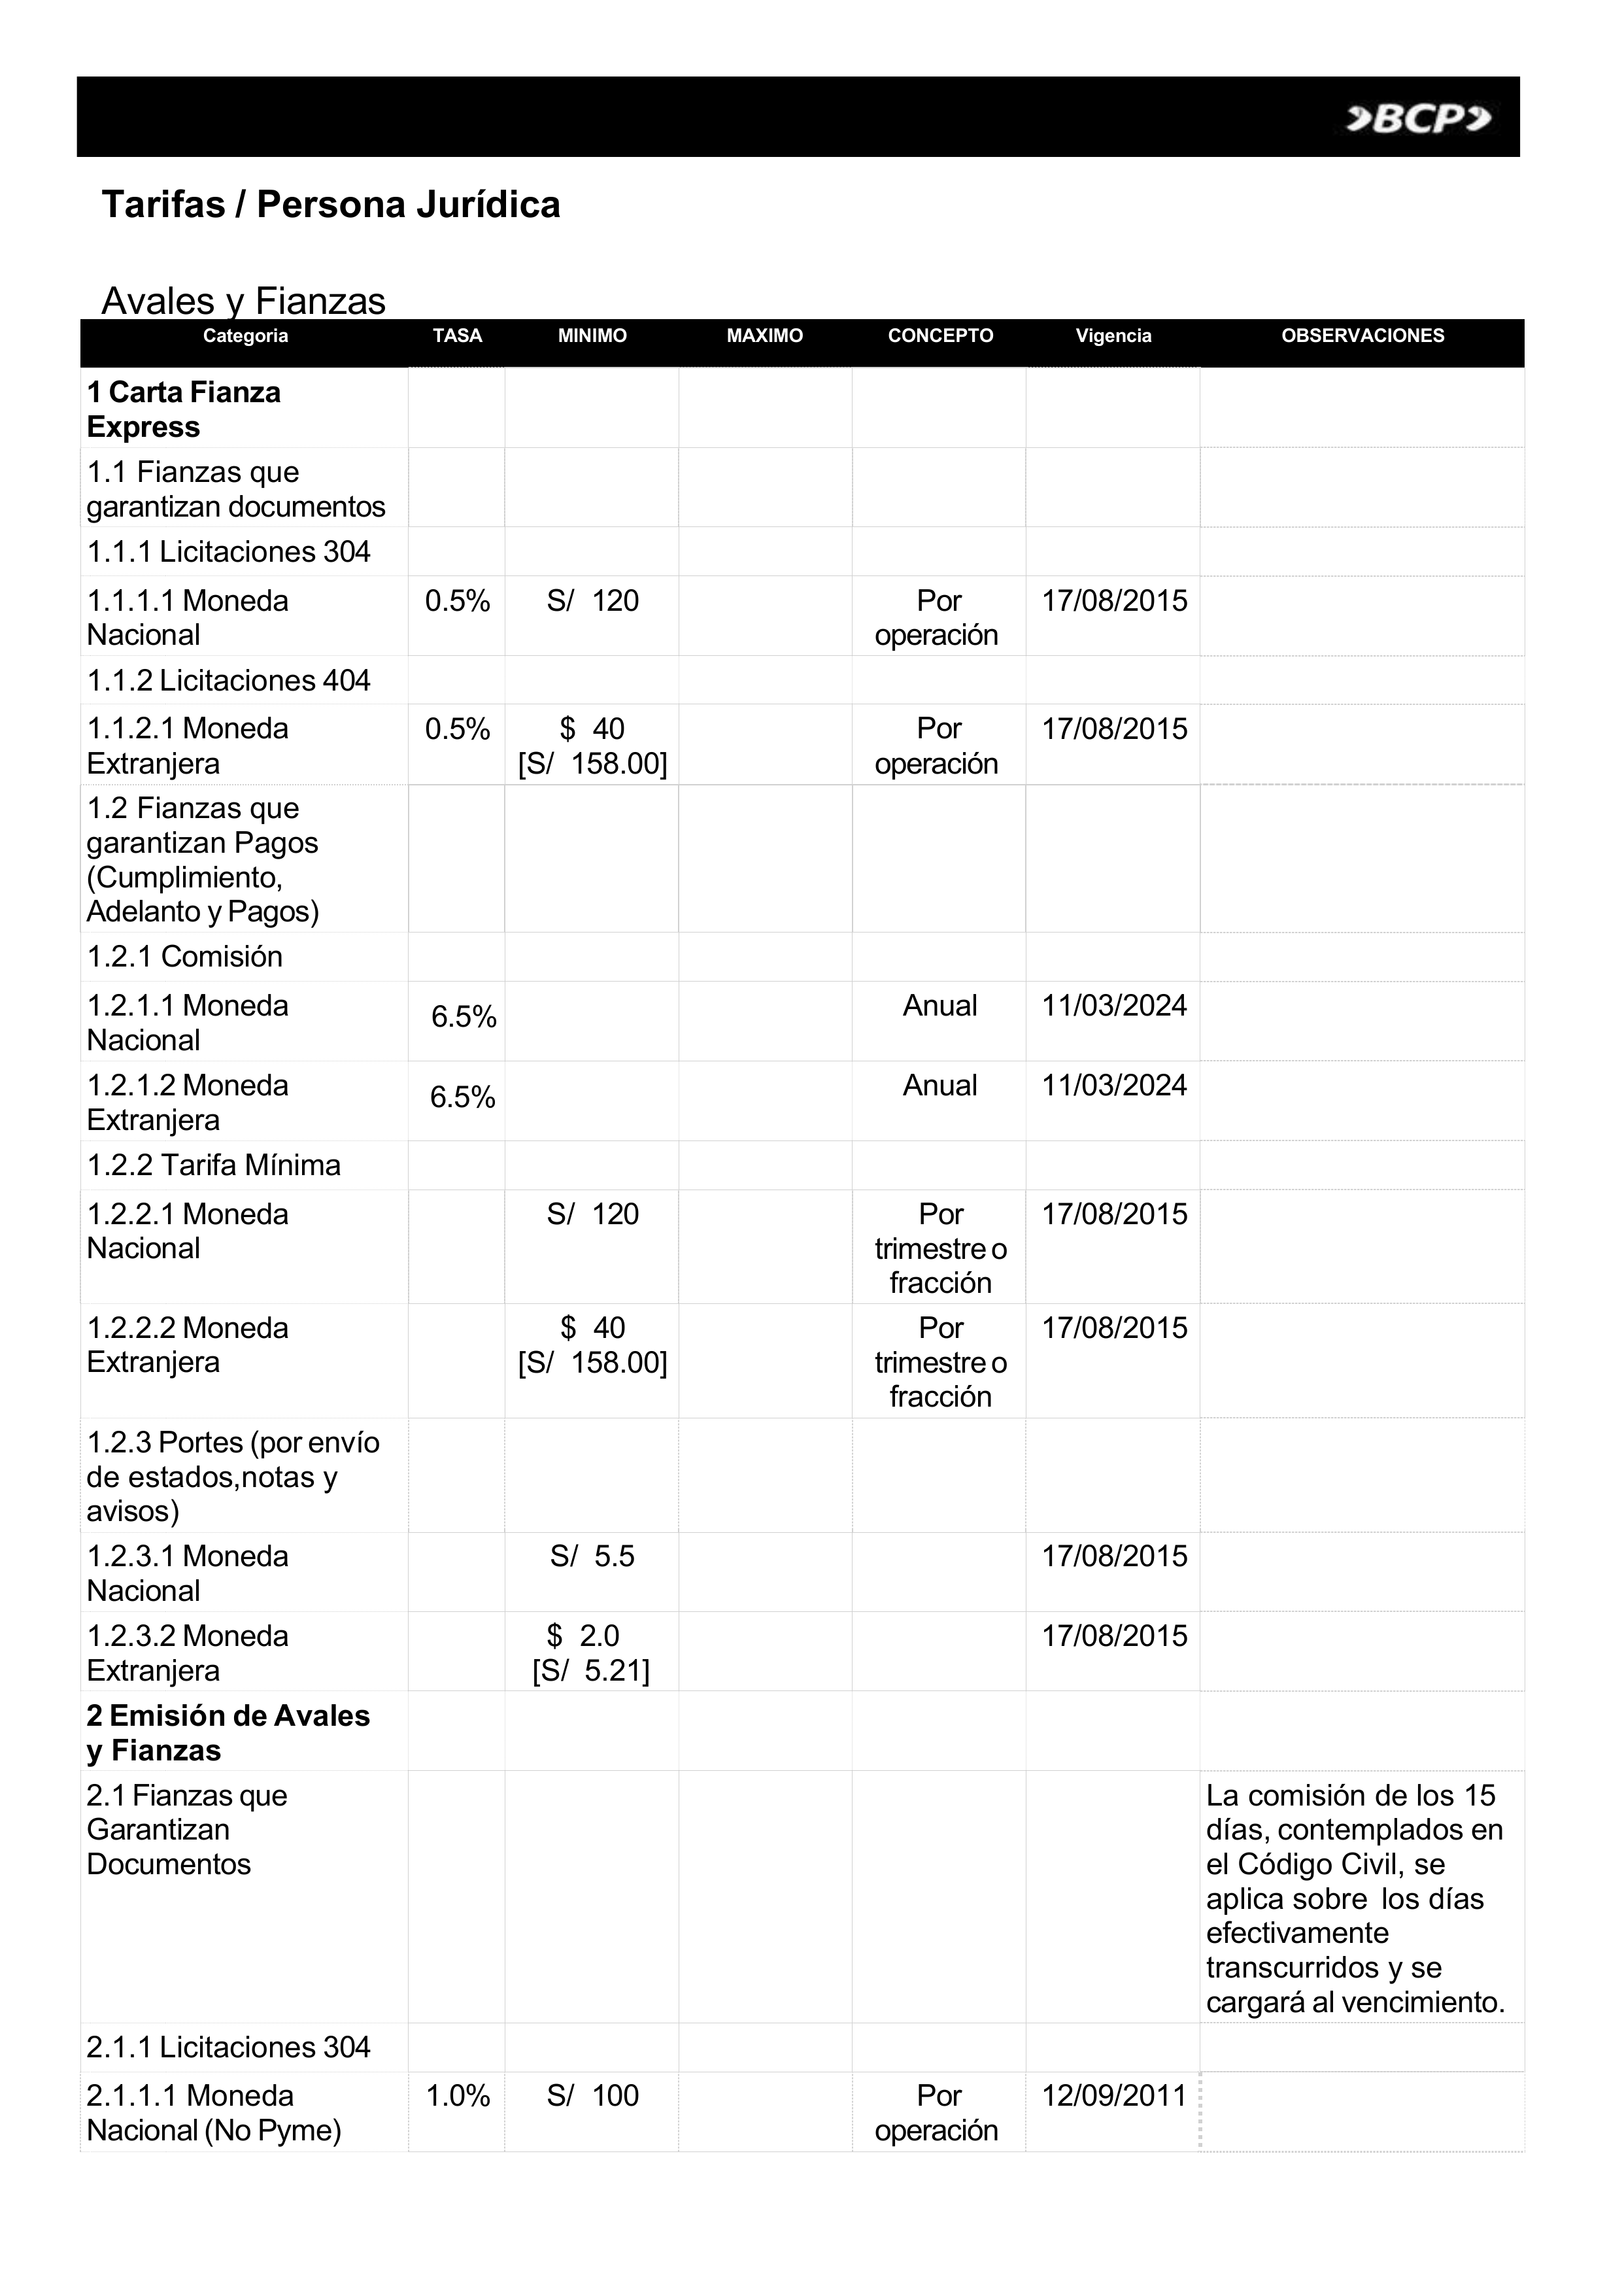 BCP
Tarifas / Persona Jurídica
Avales y Fianzas
Categoria TASA MINIMO MAXIMO CONCEPTO Vigencia OBSERVACIONES
1 Carta Fianza
Express
1.1 Fianzas que
garantizan documentos
1.1.1 Licitaciones 304
1.1.1.1 Moneda 0.5% S/ 120 Por 17/08/2015
Nacional operación
1.1.2 Licitaciones 404
1.1.2.1 Moneda 0.5% $ 40 Por 17/08/2015
Extranjera [S/ 158.00] operación
1.2 Fianzas que
garantizan Pagos
(Cumplimiento,
Adelanto y Pagos)
1.2.1 Comisión
1.2.1.1 Moneda 6.5% Anual 11/03/2024
Nacional
1.2.1.2 Moneda 6.5% Anual 11/03/2024
Extranjera
1.2.2 Tarifa Mínima
1.2.2.1 Moneda S/ 120 Por 17/08/2015
Nacional trimestre o
fracción
1.2.2.2 Moneda $ 40 Por 17/08/2015
Extranjera [S/ 158.00] trimestre o
fracción
1.2.3 Portes (por envío
de estados,notas y
avisos)
1.2.3.1 Moneda S/ 5.5 17/08/2015
Nacional
1.2.3.2 Moneda $ 2.0 17/08/2015
Extranjera [S/ 5.21]
2 Emisión de Avales
y Fianzas
2.1 Fianzas que La comisión de los 15
Garantizan días, contemplados en
Documentos el Código Civil, se
aplica sobre los días
efectivamente
transcurridos y se
cargará al vencimiento.
2.1.1 Licitaciones 304
2.1.1.1 Moneda 1.0% S/ 100 Por 12/09/2011
Nacional (No Pyme) operación